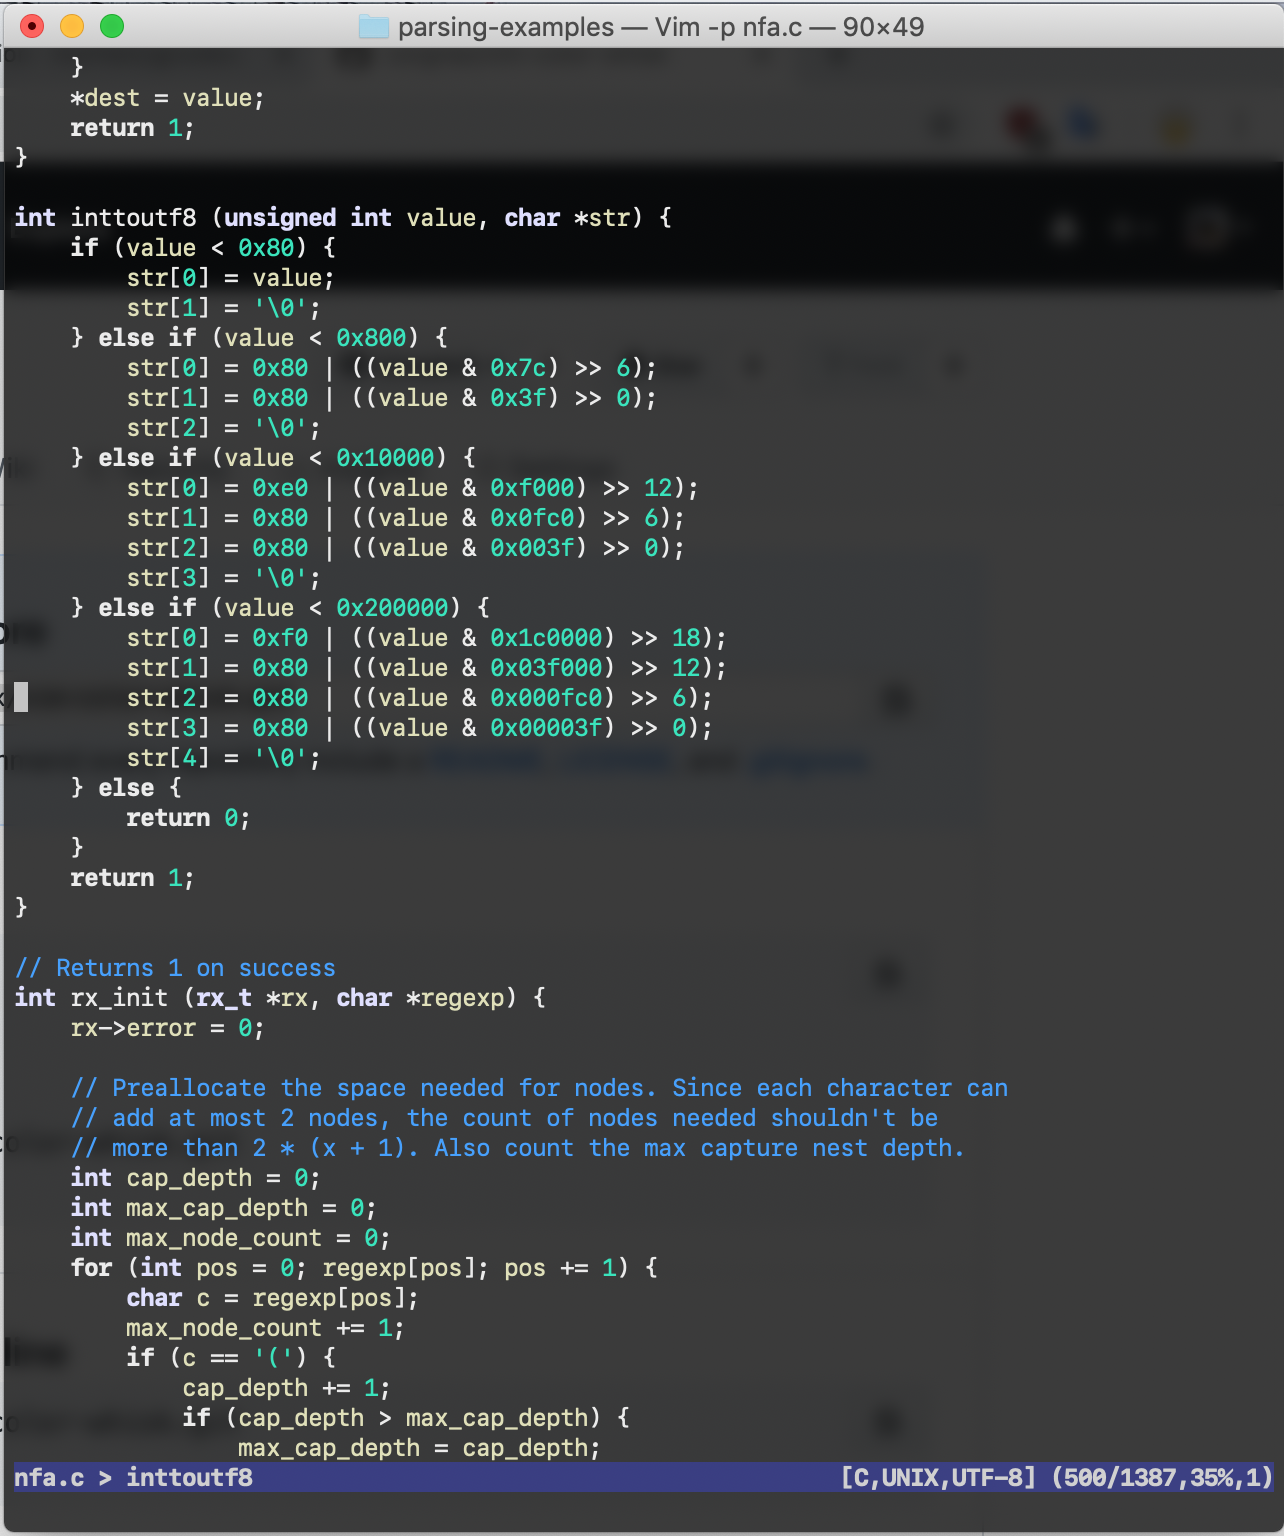 parsing-examples — Vim -p nfa.c — 90×49
    }
    *dest = value;
    return 1;
}

int inttoutf8 (unsigned int value, char *str) {
    if (value < 0x80) {
        str[0] = value;
        str[1] = '\0';
    } else if (value < 0x800) {
        str[0] = 0x80 | ((value & 0x7c) >> 6);
        str[1] = 0x80 | ((value & 0x3f) >> 0);
        str[2] = '\0';
    } else if (value < 0x10000) {
        str[0] = 0xe0 | ((value & 0xf000) >> 12);
        str[1] = 0x80 | ((value & 0x0fc0) >> 6);
        str[2] = 0x80 | ((value & 0x003f) >> 0);
        str[3] = '\0';
    } else if (value < 0x200000) {
        str[0] = 0xf0 | ((value & 0x1c0000) >> 18);
        str[1] = 0x80 | ((value & 0x03f000) >> 12);
        str[2] = 0x80 | ((value & 0x000fc0) >> 6);
        str[3] = 0x80 | ((value & 0x00003f) >> 0);
        str[4] = '\0';
    } else {
        return 0;
    }
    return 1;
}

// Returns 1 on success
int rx_init (rx_t *rx, char *regexp) {
    rx->error = 0;

    // Preallocate the space needed for nodes. Since each character can
    // add at most 2 nodes, the count of nodes needed shouldn't be
    // more than 2 * (x + 1). Also count the max capture nest depth.
    int cap_depth = 0;
    int max_cap_depth = 0;
    int max_node_count = 0;
    for (int pos = 0; regexp[pos]; pos += 1) {
        char c = regexp[pos];
        max_node_count += 1;
        if (c == '(') {
            cap_depth += 1;
            if (cap_depth > max_cap_depth) {
                max_cap_depth = cap_depth;
nfa.c > inttoutf8 [C,UNIX,UTF-8] (500/1387,35%,1)